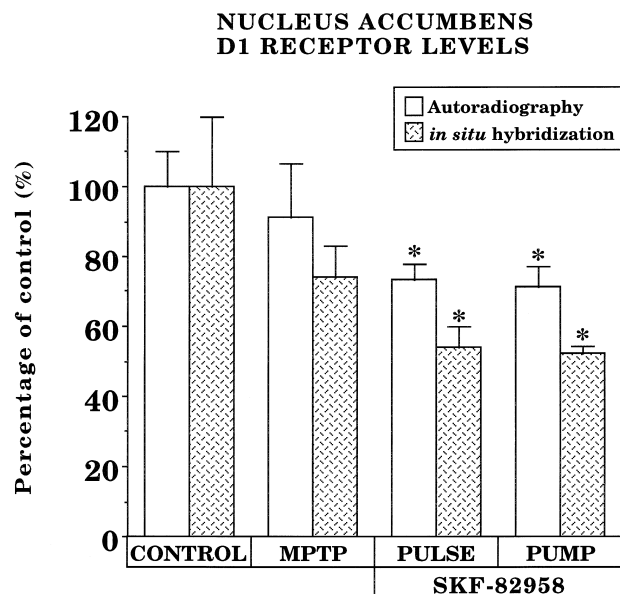 NUCLEUS ACCUMBENS
D1 RECEPTOR LEVELS
Autoradiography
in situ hybridization
Percentage of control (%)
120
100
80
60
40
20
0
* *
* *
CONTROL MPTP PULSE PUMP
SKF-82958